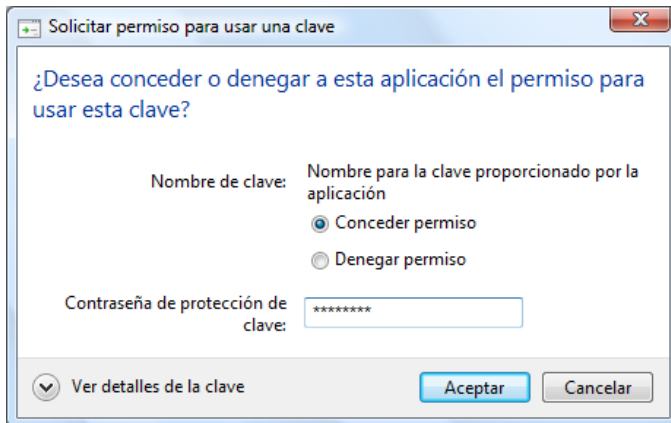 Solicitar permiso para usar una clave
¿Desea conceder o denegar a esta aplicación el permiso para
usar esta clave?
Nombre de clave:
Nombre para la clave proporcionado por la
aplicación
Conceder permiso
Denegar permiso
Contraseña de protección de
clave:
********
Ver detalles de la clave
Aceptar
Cancelar